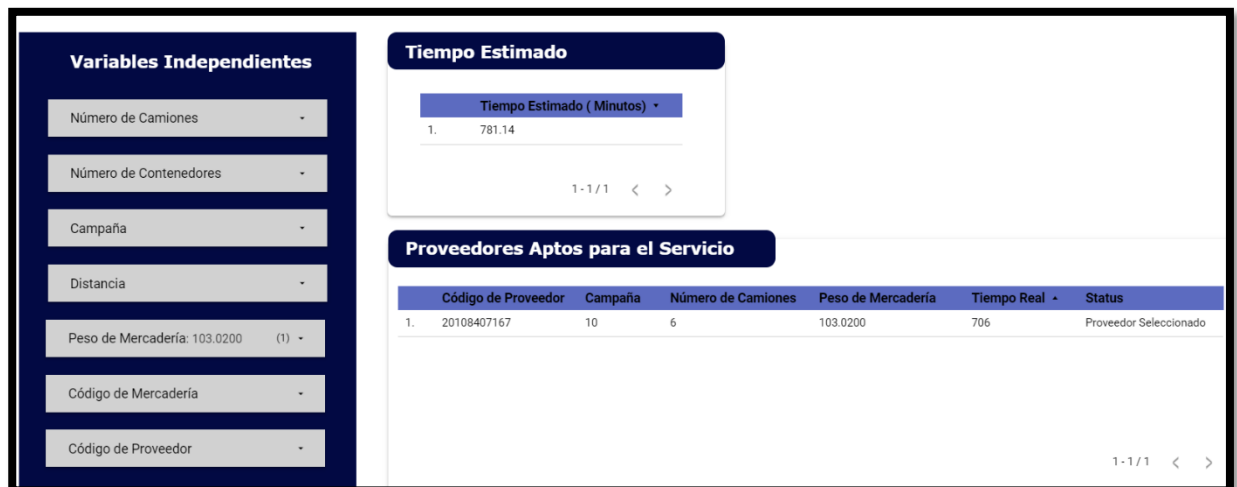 Variables Independientes
Número de Camiones
Número de Contenedores
Campaña
Distancia
Peso de Mercadería: 103.0200 (1)
Código de Mercadería
Código de Proveedor
Tiempo Estimado
Tiempo Estimado ( Minutos)
1. 781.14
1 - 1 / 1 < >
Proveedores Aptos para el Servicio
Código de Proveedor Campaña Número de Camiones Peso de Mercadería Tiempo Real Status
1. 20108407167 10 6 103.0200 706 Proveedor Seleccionado
1 - 1 / 1 < >